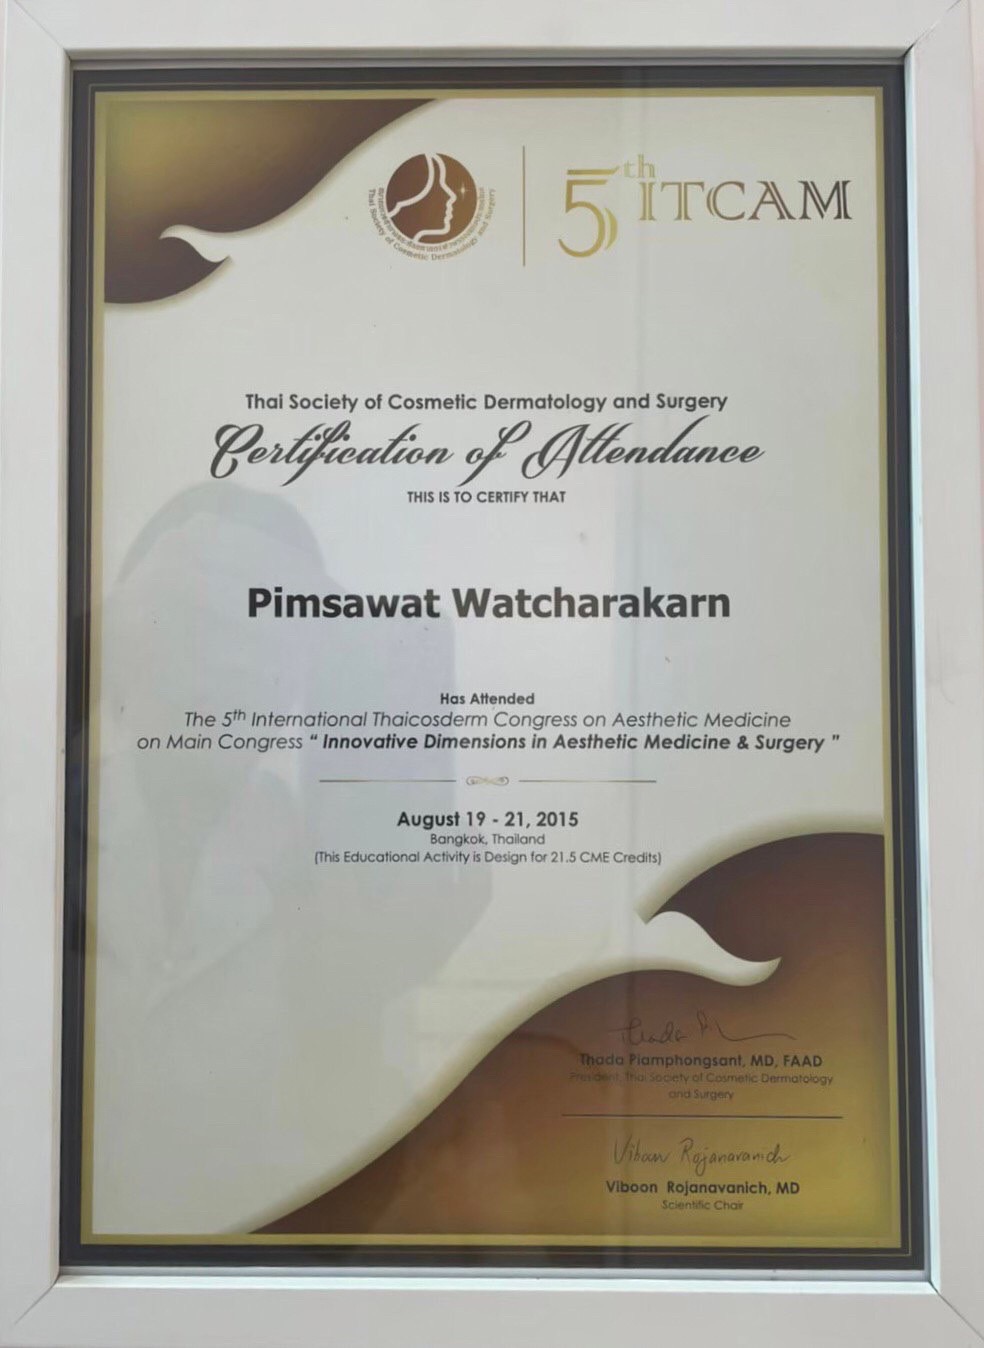 Thai Society of Cosmetic Dermatology and Surgery
5th ITCAM
Thai Society of Cosmetic Dermatology and Surgery
Certification of Attendance
THIS IS TO CERTIFY THAT
Pimsawat Watcharakarn
Has Attended
The 5th International Thaicosderm Congress on Aesthetic Medicine
on Main Congress “ Innovative Dimensions in Aesthetic Medicine & Surgery ”
August 19 - 21, 2015
Bangkok, Thailand
(This Educational Activity is Design for 21.5 CME Credits)
Thada
Thada Piamphongsant, MD, FAAD
President, Thai Society of Cosmetic Dermatology
and Surgery
Viboon Rojanavanich
Viboon Rojanavanich, MD
Scientific Chair